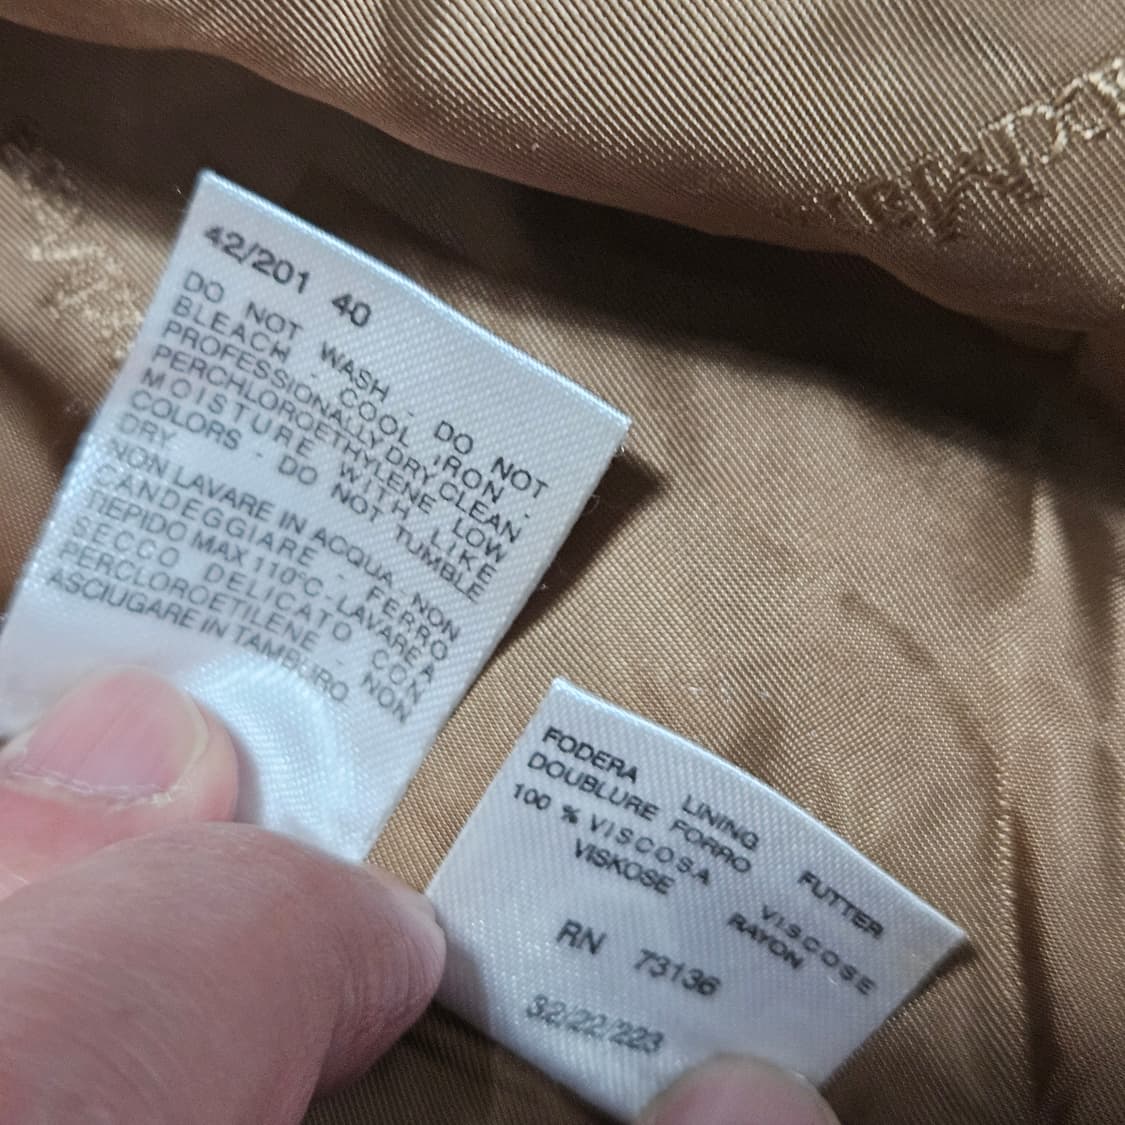 42/201 40
DO NOT WASH - DO NOT
BLEACH - COOL IRON -
PROFESSIONALLY DRY CLEAN
PERCHLOROETHYLENE LOW
MOISTURE WITH LIKE
COLORS - DO NOT TUMBLE
DRY
NON LAVARE IN ACQUA - NON
CANDEGGIARE - FERRO
TIEPIDO MAX 110°C - LAVARE A
SECCO DELICATO CON
PERCLOROETILENE - NON
ASCIUGARE IN TAMBURO
FODERA LINING FUTTER
DOUBLURE FORRO
100 % VISCOSA VISCOSE
VISKOSE RAYON
RN 73136
32/22/223